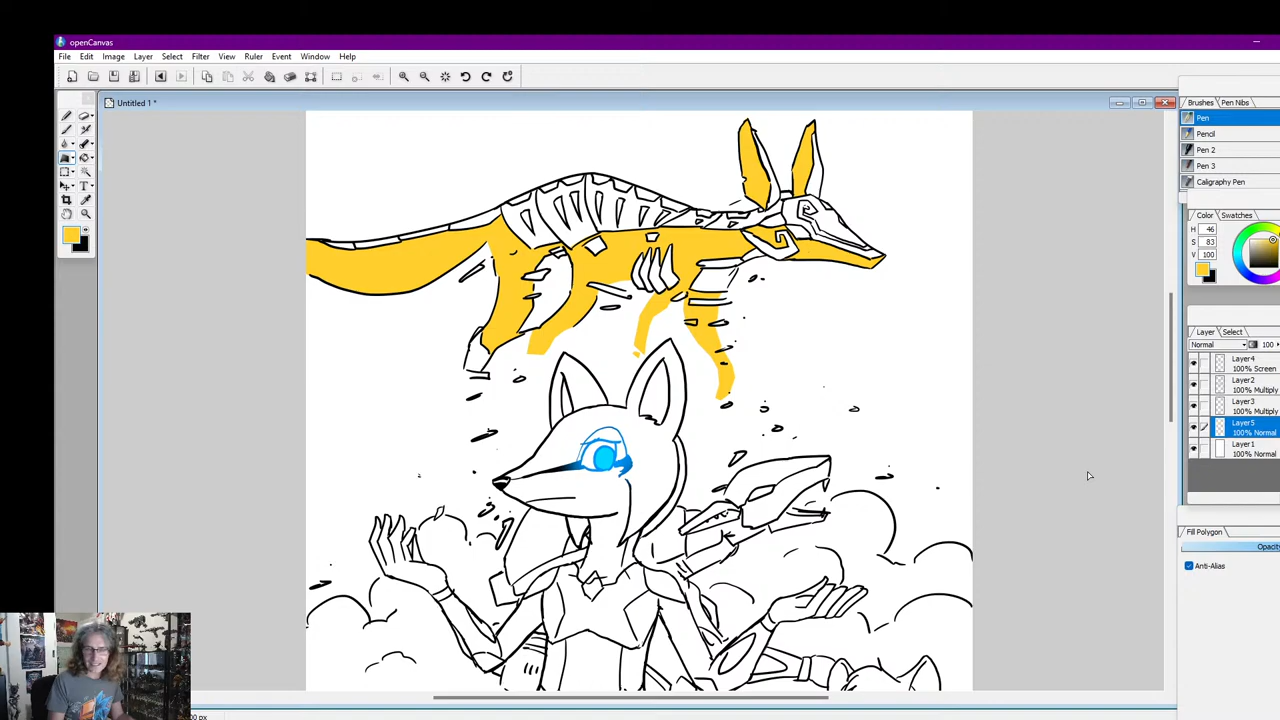 openCanvas
File Edit Image Layer Select Filter View Ruler Event Window Help
Untitled 1 *
Brushes Pen Nibs
Pen
Pencil
Pen 2
Pen 3
Caligraphy Pen
Color Swatches
H 46
S 83
V 100
Layer Select
Normal 100
Layer4
100% Screen
Layer2
100% Multiply
Layer3
100% Multiply
Layer5
100% Normal
Layer1
100% Normal
Fill Polygon
Anti-Alias